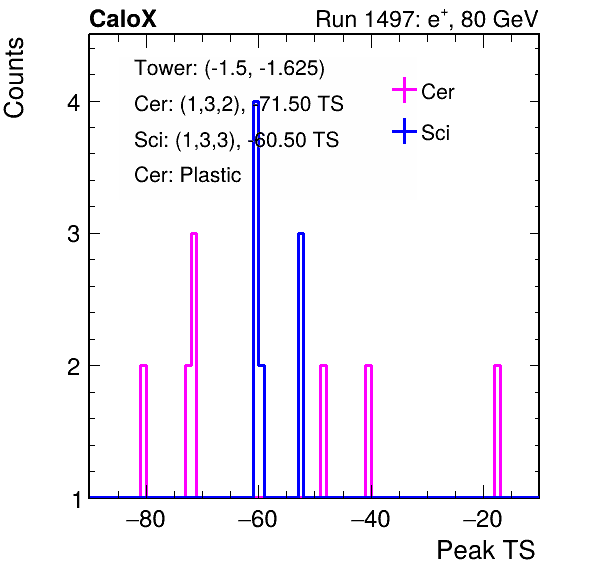 CaloX Run 1497: e⁺, 80 GeV
Counts
Tower: (-1.5, -1.625)
Cer: (1,3,2), -71.50 TS
Sci: (1,3,3), -60.50 TS
Cer: Plastic
Cer
Sci
4
3
2
1
−80 −60 −40 −20
Peak TS